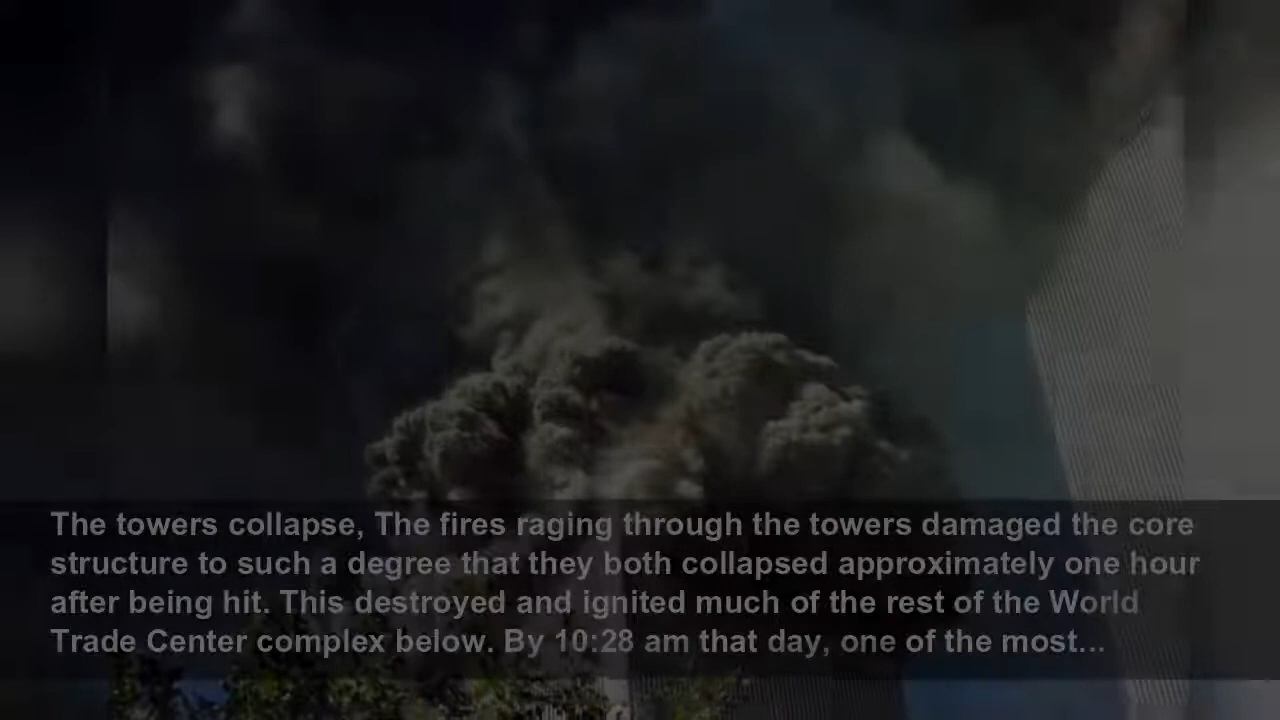 The towers collapse, The fires raging through the towers damaged the core
structure to such a degree that they both collapsed approximately one hour
after being hit. This destroyed and ignited much of the rest of the World
Trade Center complex below. By 10:28 am that day, one of the most...